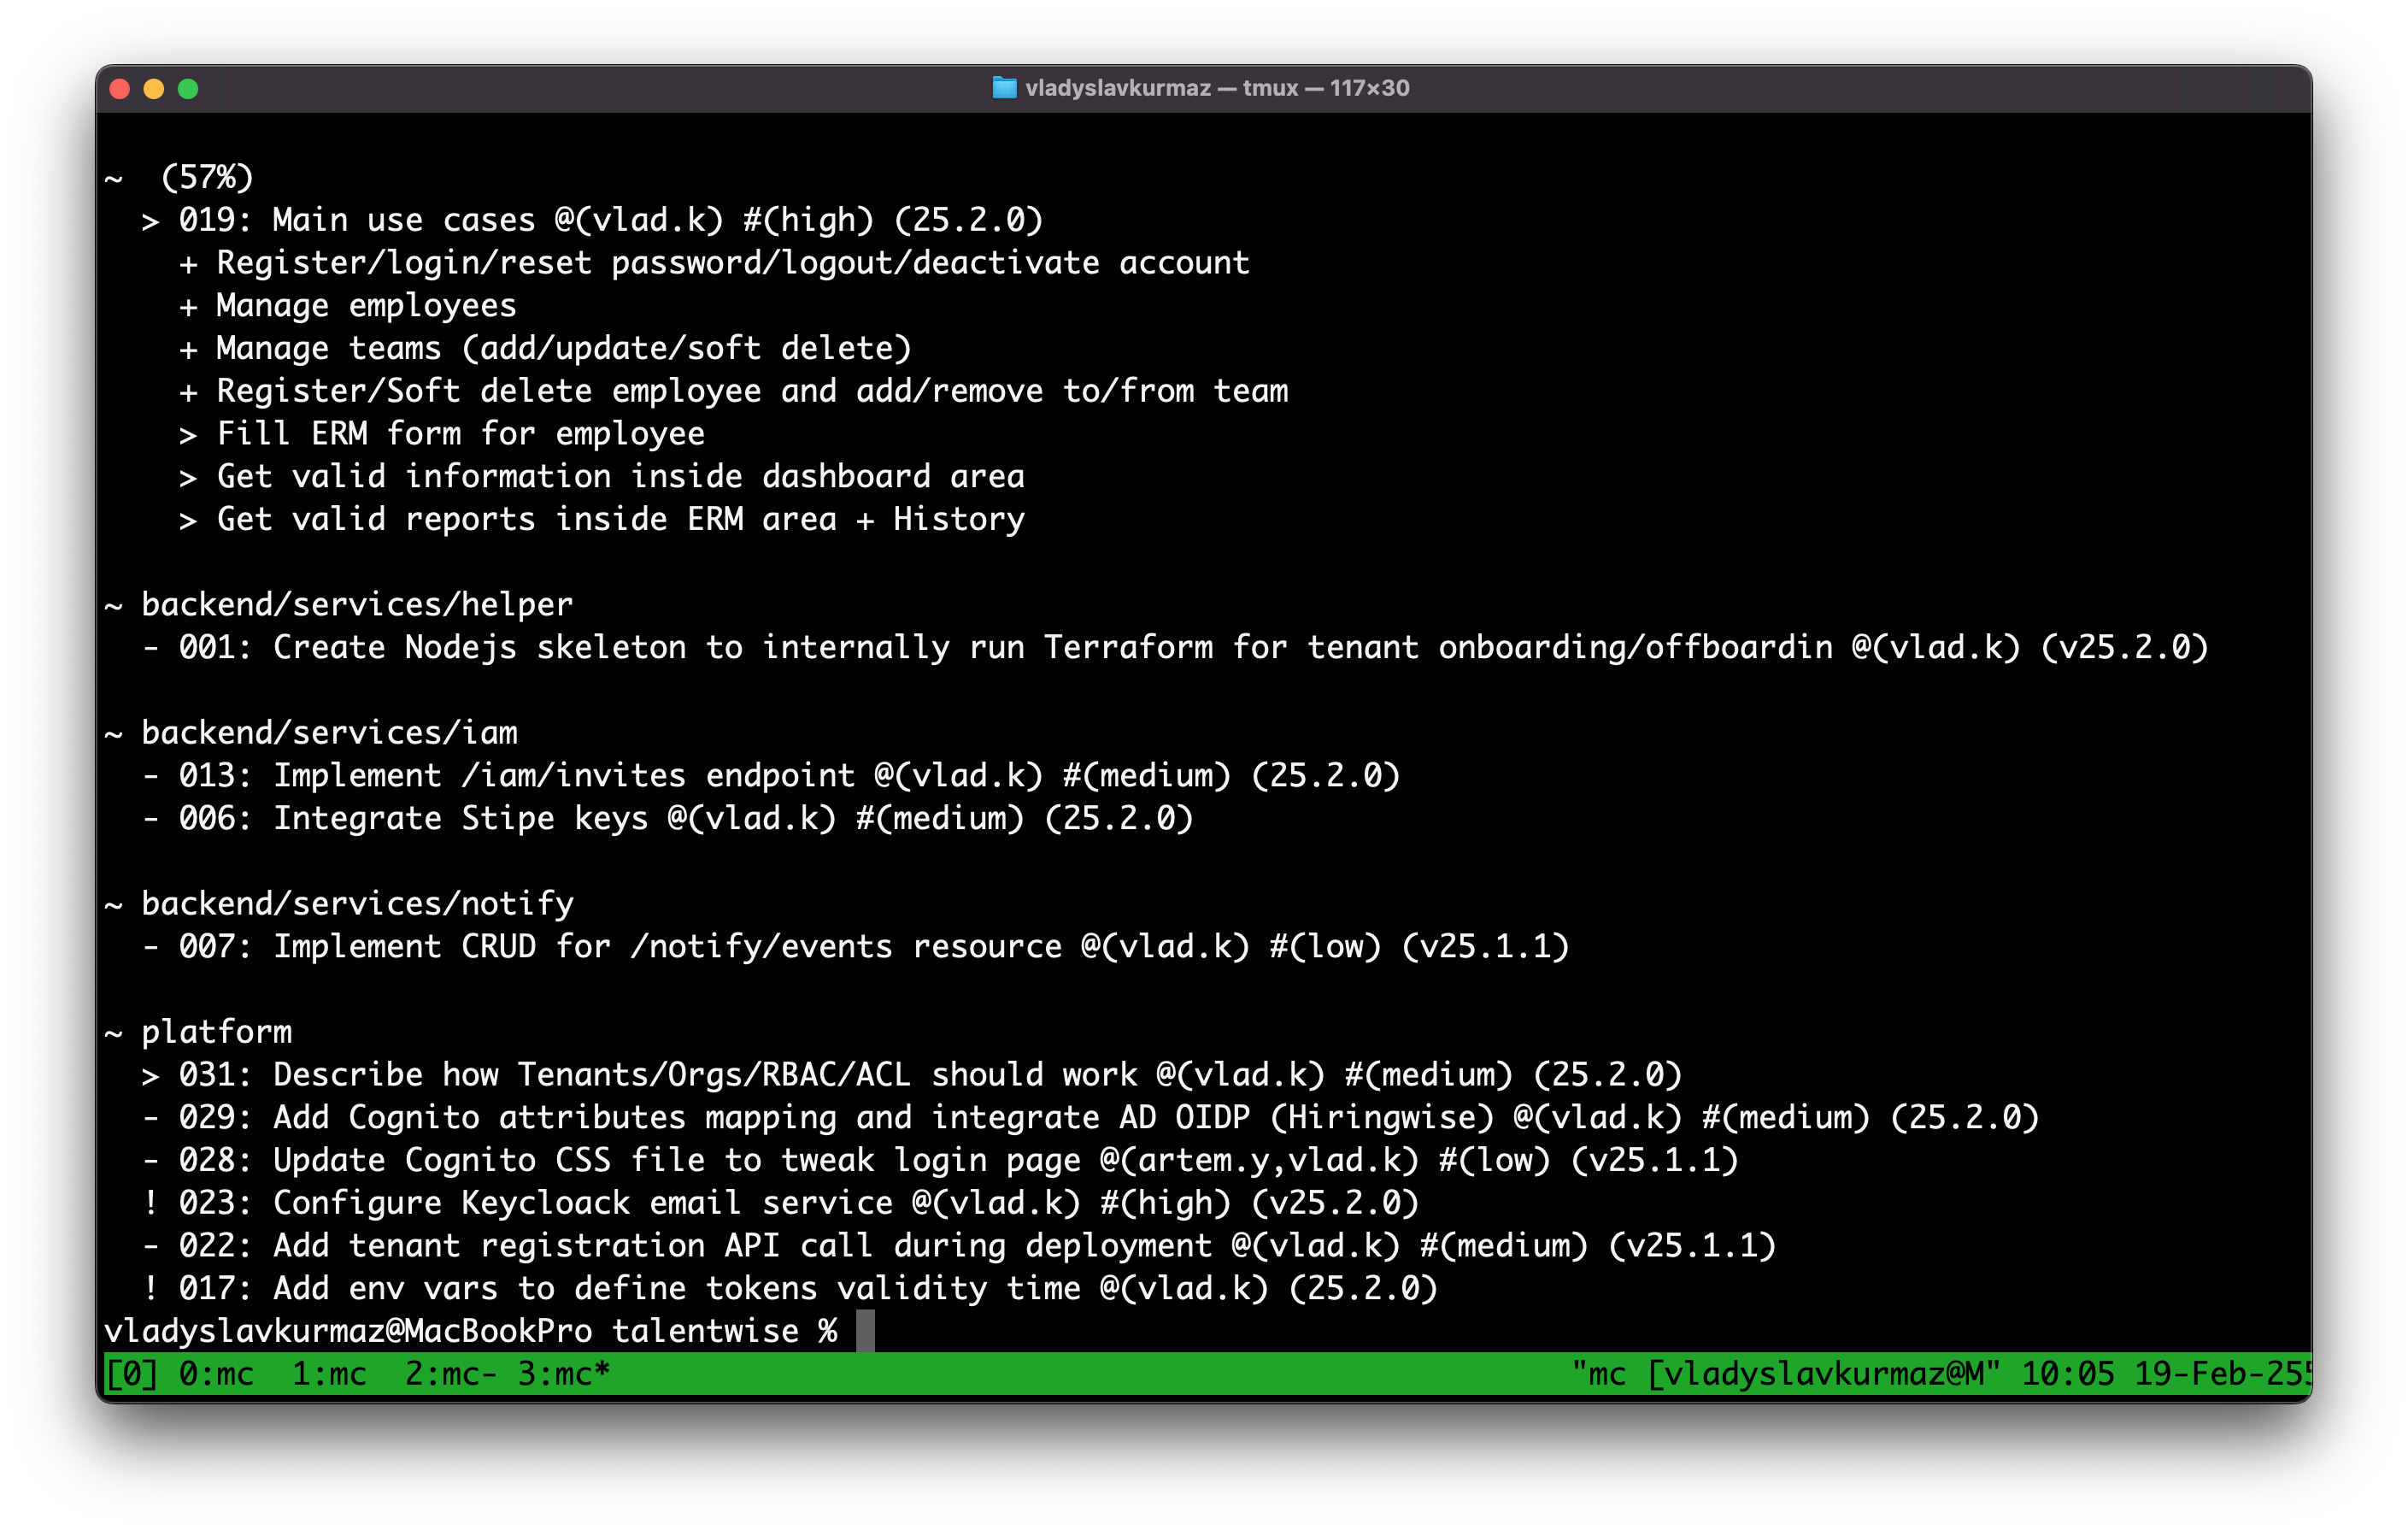 vladyslavkurmaz — tmux — 117×30
~  (57%)
  > 019: Main use cases @(vlad.k) #(high) (25.2.0)
    + Register/login/reset password/logout/deactivate account
    + Manage employees
    + Manage teams (add/update/soft delete)
    + Register/Soft delete employee and add/remove to/from team
    > Fill ERM form for employee
    > Get valid information inside dashboard area
    > Get valid reports inside ERM area + History
~ backend/services/helper
  - 001: Create Nodejs skeleton to internally run Terraform for tenant onboarding/offboardin @(vlad.k) (v25.2.0)
~ backend/services/iam
  - 013: Implement /iam/invites endpoint @(vlad.k) #(medium) (25.2.0)
  - 006: Integrate Stipe keys @(vlad.k) #(medium) (25.2.0)
~ backend/services/notify
  - 007: Implement CRUD for /notify/events resource @(vlad.k) #(low) (v25.1.1)
~ platform
  > 031: Describe how Tenants/Orgs/RBAC/ACL should work @(vlad.k) #(medium) (25.2.0)
  - 029: Add Cognito attributes mapping and integrate AD OIDP (Hiringwise) @(vlad.k) #(medium) (25.2.0)
  - 028: Update Cognito CSS file to tweak login page @(artem.y,vlad.k) #(low) (v25.1.1)
  ! 023: Configure Keycloack email service @(vlad.k) #(high) (v25.2.0)
  - 022: Add tenant registration API call during deployment @(vlad.k) #(medium) (v25.1.1)
  ! 017: Add env vars to define tokens validity time @(vlad.k) (25.2.0)
vladyslavkurmaz@MacBookPro talentwise %
[0] 0:mc  1:mc  2:mc- 3:mc* "mc [vladyslavkurmaz@M" 10:05 19-Feb-255